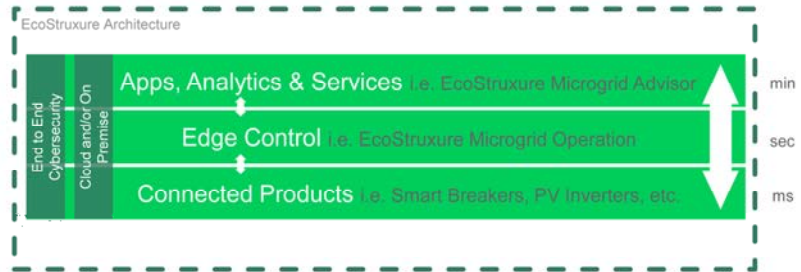 EcoStruxure Architecture
End to End
Cybersecurity
Cloud and/or On
Premise
Apps, Analytics & Services i.e. EcoStruxure Microgrid Advisor
min
Edge Control i.e. EcoStruxure Microgrid Operation
sec
Connected Products i.e. Smart Breakers, PV Inverters, etc.
ms